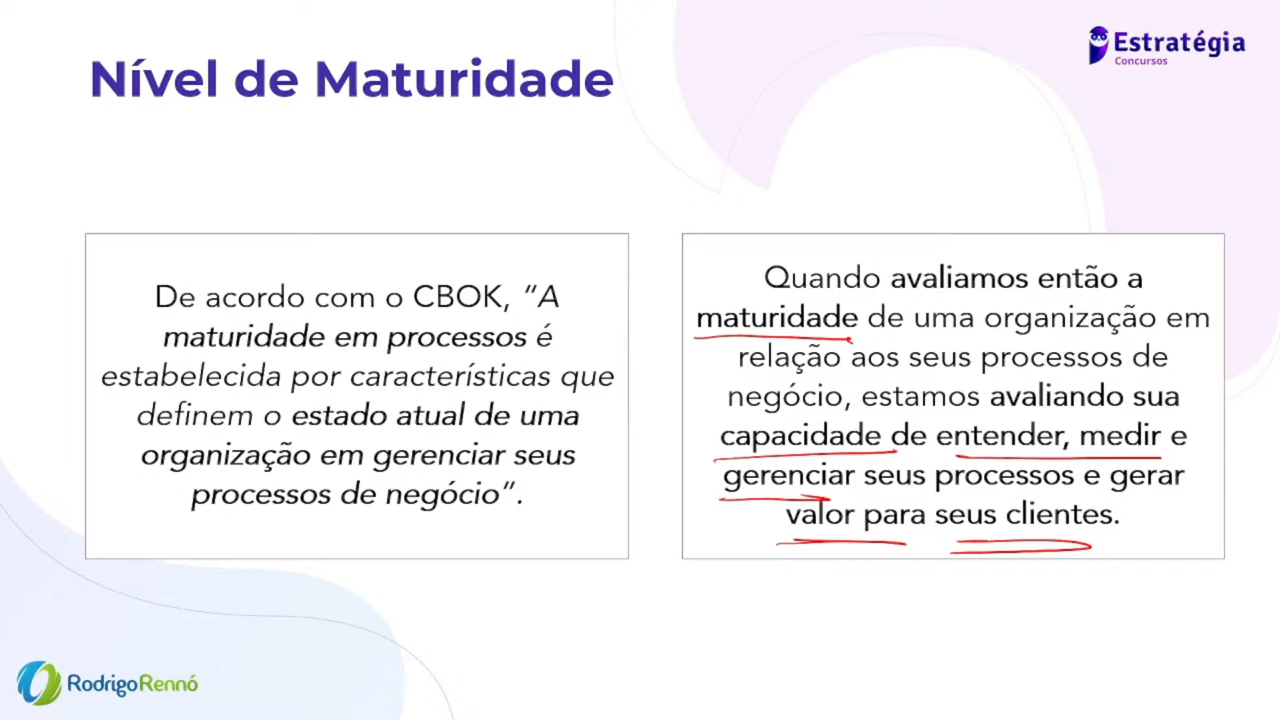 Estratégia
Concursos
Nível de Maturidade
De acordo com o CBOK, “A
maturidade em processos é
estabelecida por características que
definem o estado atual de uma
organização em gerenciar seus
processos de negócio”.
Quando avaliamos então a
maturidade de uma organização em
relação aos seus processos de
negócio, estamos avaliando sua
capacidade de entender, medir e
gerenciar seus processos e gerar
valor para seus clientes.
RodrigoRennó